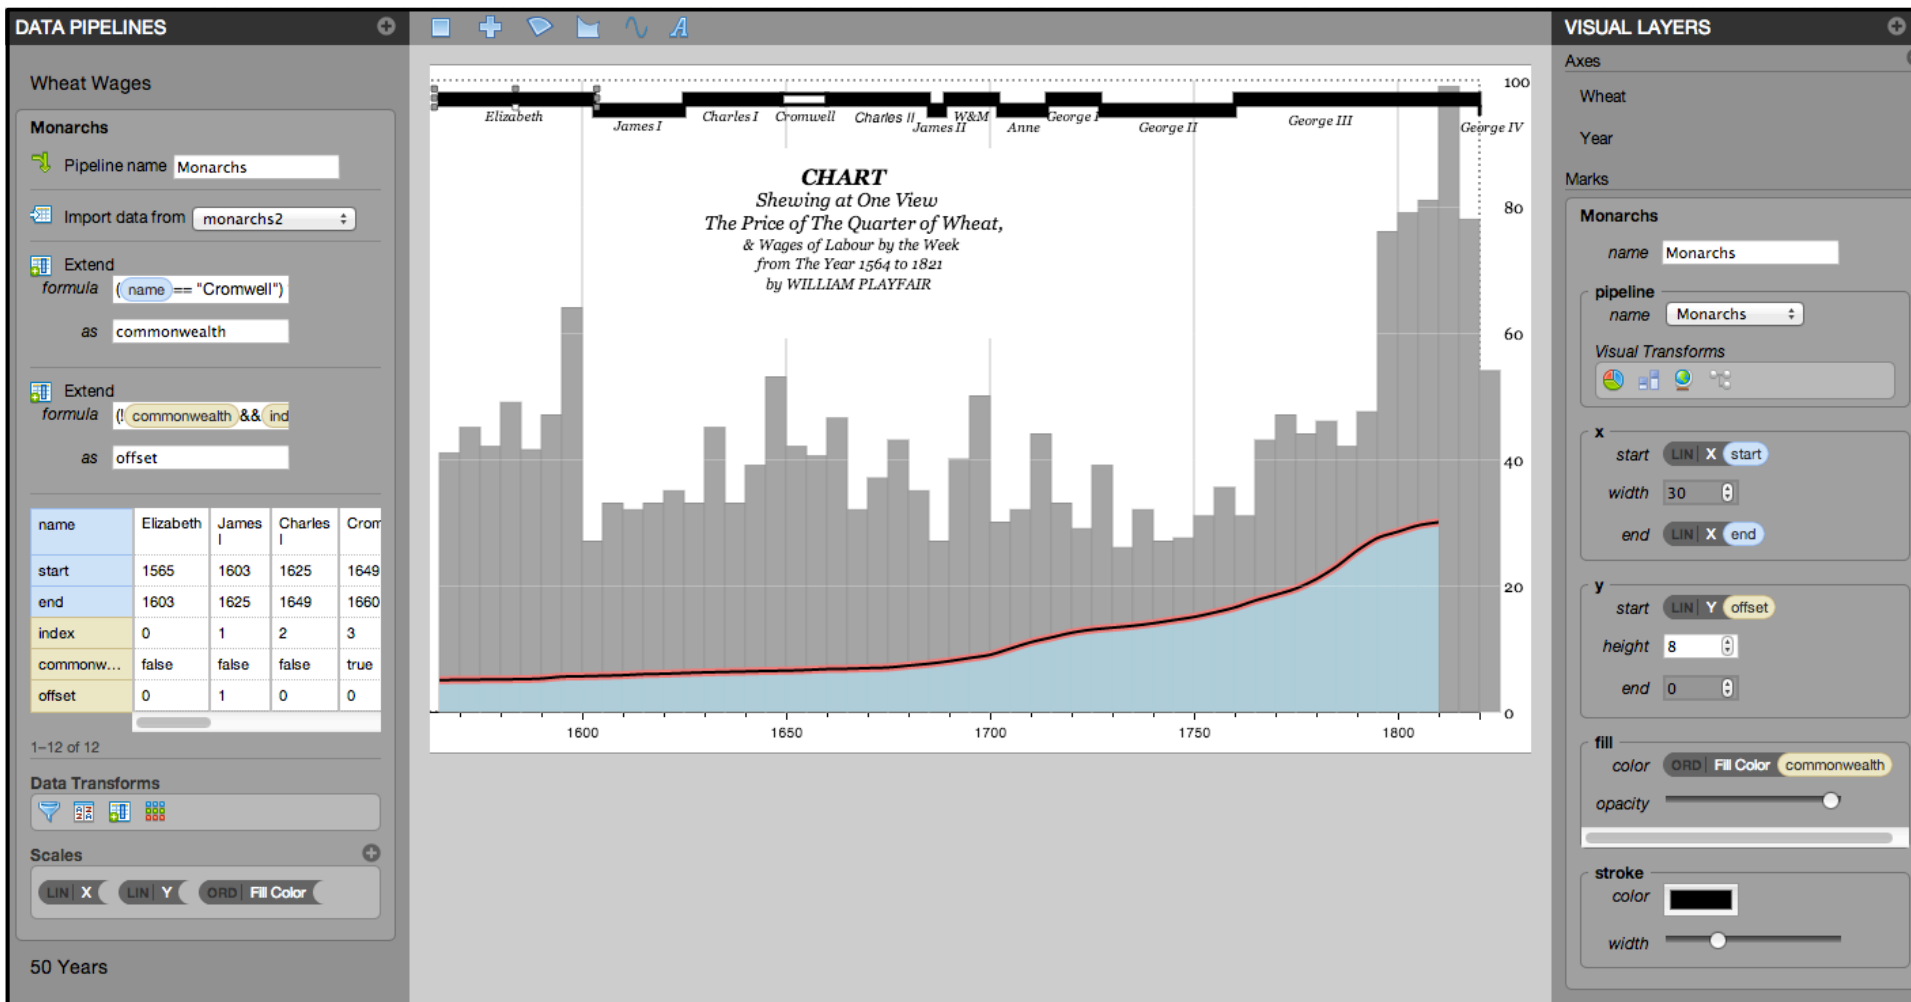 DATA PIPELINES
Wheat Wages
Monarchs
Pipeline name Monarchs
Import data from monarchs2
Extend
formula (name == "Cromwell")
as commonwealth
Extend
formula (!commonwealth && ind
as offset
name Elizabeth James I Charles I Crom
start 1565 1603 1625 1649
end 1603 1625 1649 1660
index 0 1 2 3
commonw... false false false true
offset 0 1 0 0
1–12 of 12
Data Transforms
Scales
LIN X LIN Y ORD Fill Color
50 Years
A
100
Elizabeth James I Charles I Cromwell Charles II James II W&M Anne George I George II George III George IV
CHART
Shewing at One View
The Price of The Quarter of Wheat,
& Wages of Labour by the Week
from The Year 1564 to 1821
by WILLIAM PLAYFAIR
80
60
40
20
0
1600 1650 1700 1750 1800
VISUAL LAYERS
Axes
Wheat
Year
Marks
Monarchs
name Monarchs
pipeline
name Monarchs
Visual Transforms
x
start LIN X start
width 30
end LIN X end
y
start LIN Y offset
height 8
end 0
fill
color ORD Fill Color commonwealth
opacity
stroke
color
width